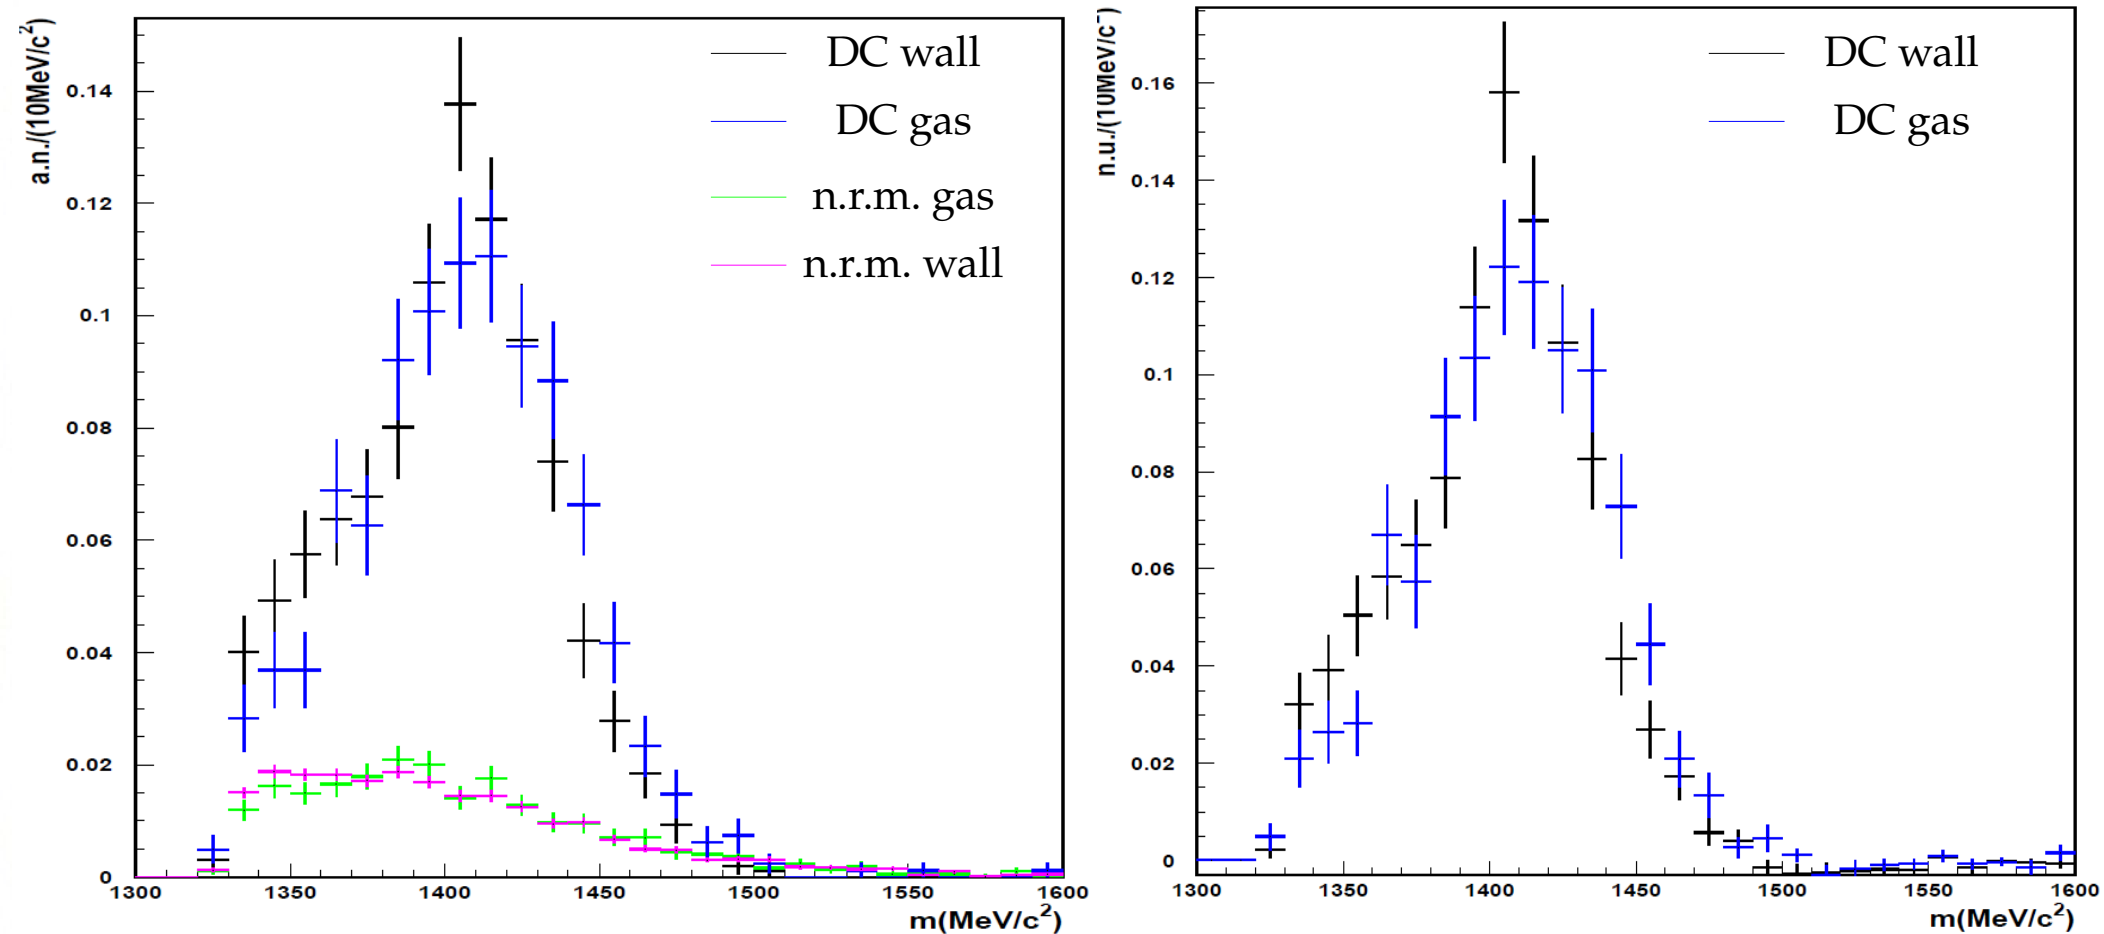 a.n./(10MeV/c²)
DC wall
DC gas
n.r.m. gas
n.r.m. wall
0.14
0.12
0.1
0.08
0.06
0.04
0.02
0
1300 1350 1400 1450 1500 1550 1600
m(MeV/c²)
n.u./(10MeV/c
DC wall
DC gas
0.16
0.14
0.12
0.1
0.08
0.06
0.04
0.02
0
1300 1350 1400 1450 1500 1550 1600
m(MeV/c²)